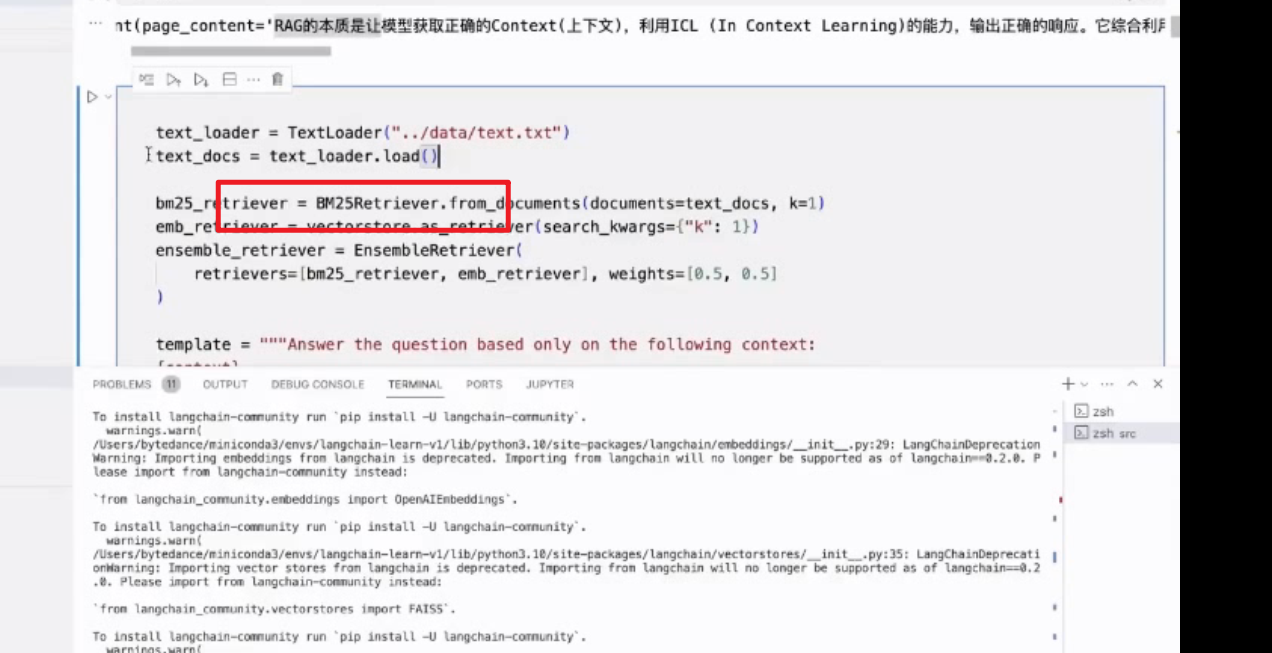 nt(page_content='RAG的本质是让模型获取正确的Context(上下文), 利用ICL (In Context Learning)的能力, 输出正确的响应。它综合利用
text_loader = TextLoader("../data/text.txt")
text_docs = text_loader.load()
bm25_retriever = BM25Retriever.from_documents(documents=text_docs, k=1)
emb_retriever = vectorstore.as_retriever(search_kwargs={"k": 1})
ensemble_retriever = EnsembleRetriever(
retrievers=[bm25_retriever, emb_retriever], weights=[0.5, 0.5]
)
template = """Answer the question based only on the following context:
PROBLEMS 11 OUTPUT DEBUG CONSOLE TERMINAL PORTS JUPYTER
To install langchain-community run `pip install -U langchain-community`.
warnings.warn(
/Users/bytedance/miniconda3/envs/langchain-learn-v1/lib/python3.10/site-packages/langchain/embeddings/__init__.py:29: LangChainDeprecation
Warning: Importing embeddings from langchain is deprecated. Importing from langchain will no longer be supported as of langchain==0.2.0. P
lease import from langchain-community instead:
`from langchain_community.embeddings import OpenAIEmbeddings`.
To install langchain-community run `pip install -U langchain-community`.
warnings.warn(
/Users/bytedance/miniconda3/envs/langchain-learn-v1/lib/python3.10/site-packages/langchain/vectorstores/__init__.py:35: LangChainDeprecati
onWarning: Importing vector stores from langchain is deprecated. Importing from langchain will no longer be supported as of langchain==0.2
.0. Please import from langchain-community instead:
`from langchain_community.vectorstores import FAISS`.
To install langchain-community run `pip install -U langchain-community`.
warnings.warn(
zsh
zsh src